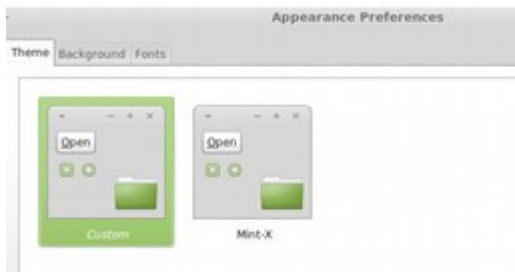 Appearance Preferences
Theme Background Fonts
Open
Open
Custom
Mint-X